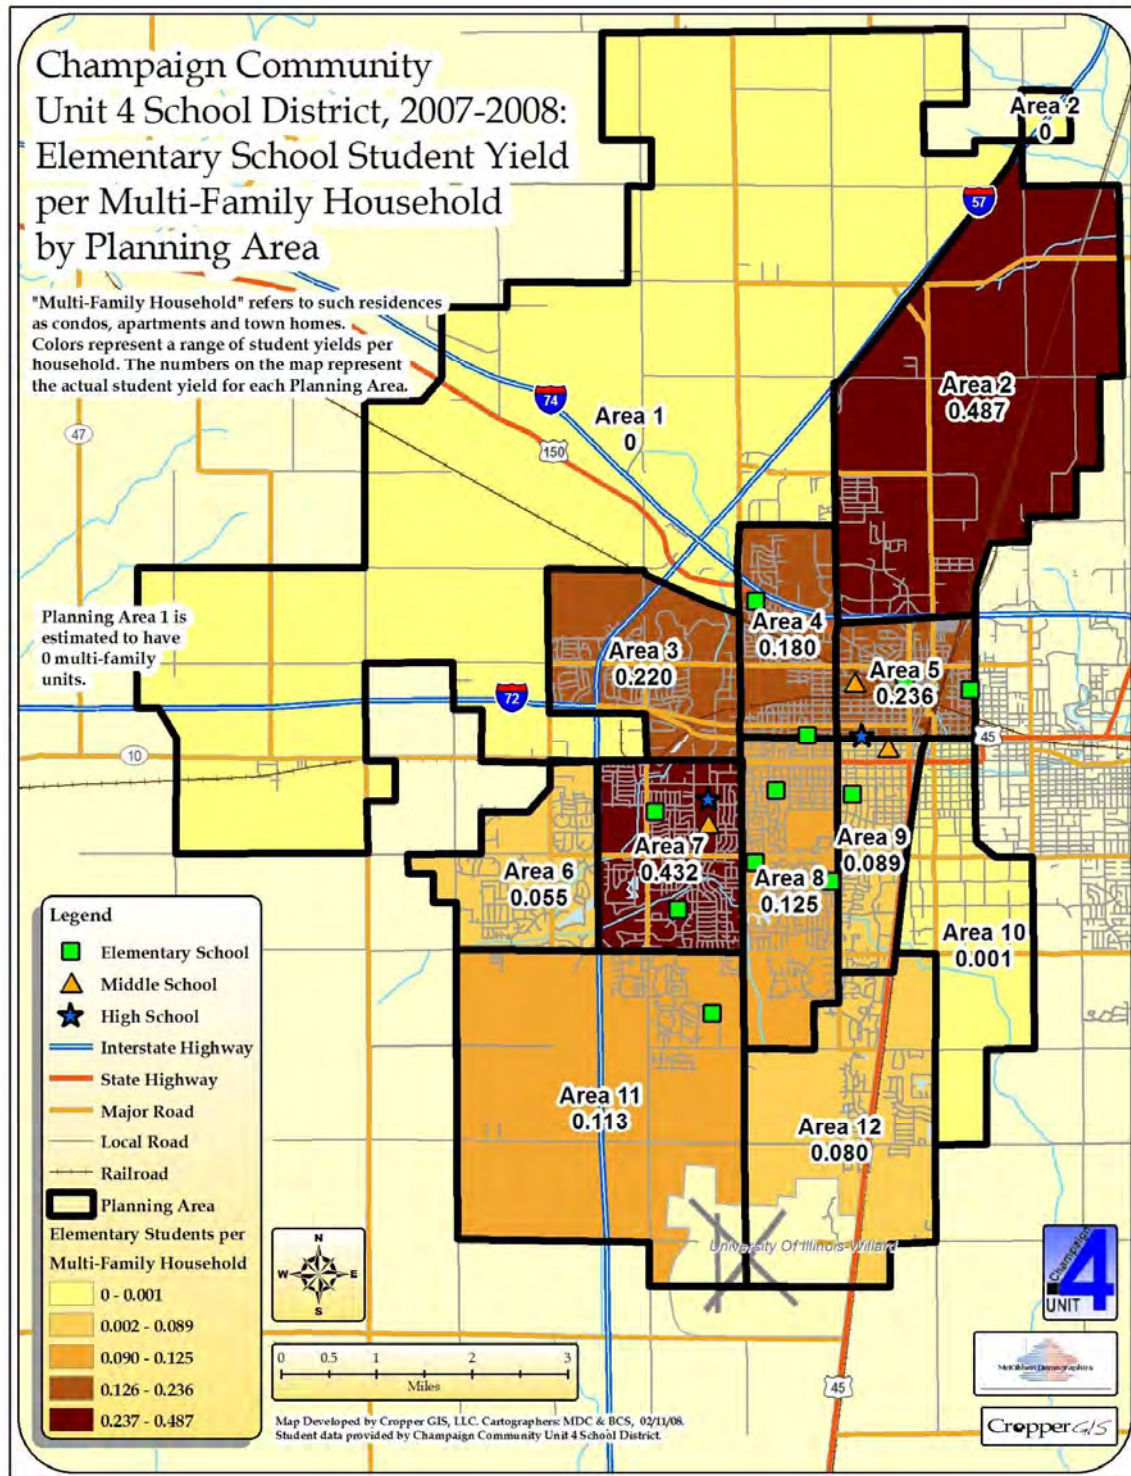 Champaign Community
Unit 4 School District, 2007-2008:
Elementary School Student Yield
per Multi-Family Household
by Planning Area
"Multi-Family Household" refers to such residences
as condos, apartments and town homes.
Colors represent a range of student yields per
household. The numbers on the map represent
the actual student yield for each Planning Area.
Area 2
0
57
Area 2
0.487
74
Area 1
0
47
150
Planning Area 1 is
estimated to have
0 multi-family
units.
Area 3
0.220
Area 4
0.180
Area 5
0.236
72
45
10
Area 6
0.055
Area 7
0.432
Area 8
0.125
Area 9
0.089
Area 10
0.001
Area 11
0.113
Area 12
0.080
University Of Illinois-Willard
45
Legend
Elementary School
Middle School
High School
Interstate Highway
State Highway
Major Road
Local Road
Railroad
Planning Area
Elementary Students per
Multi-Family Household
0 - 0.001
0.002 - 0.089
0.090 - 0.125
0.126 - 0.236
0.237 - 0.487
N
W E
S
0 0.5 1 2 3
Miles
Map Developed by Cropper GIS, LLC. Cartographers: MDC & BCS, 02/11/08.
Student data provided by Champaign Community Unit 4 School District.
Champaign
4
UNIT
McKibben Demographics
Cropper GIS